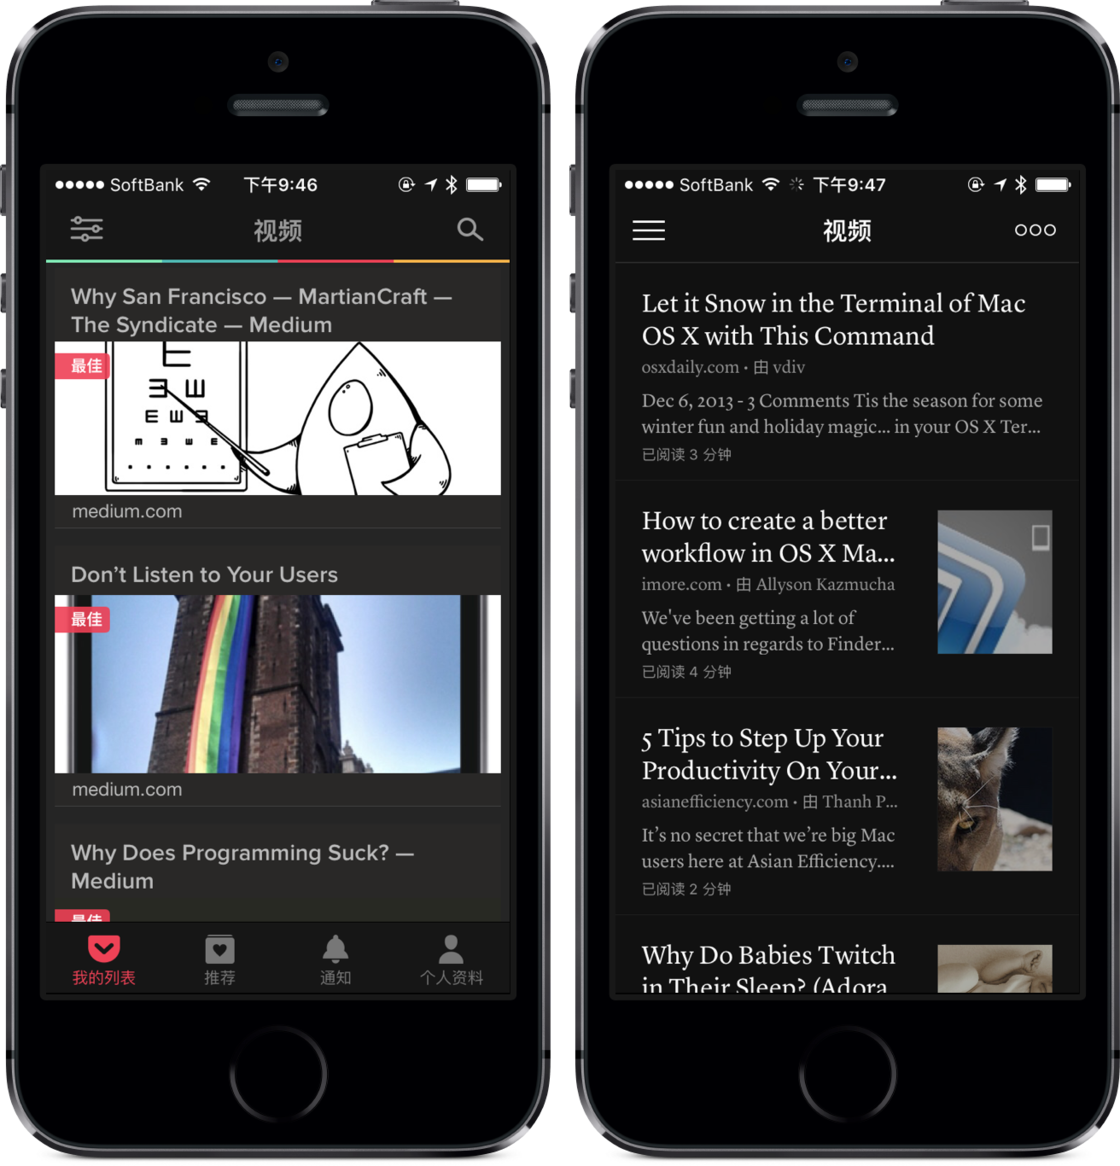 SoftBank 下午9:46
视频
Why San Francisco — MartianCraft —
The Syndicate — Medium
最佳
medium.com
Don’t Listen to Your Users
最佳
medium.com
Why Does Programming Suck? —
Medium
最佳
我的列表 推荐 通知 个人资料
SoftBank 下午9:47
视频
Let it Snow in the Terminal of Mac
OS X with This Command
osxdaily.com • 由 vdiv
Dec 6, 2013 - 3 Comments Tis the season for some
winter fun and holiday magic... in your OS X Ter...
已阅读 3 分钟
How to create a better
workflow in OS X Ma...
imore.com • 由 Allyson Kazmucha
We've been getting a lot of
questions in regards to Finder...
已阅读 4 分钟
5 Tips to Step Up Your
Productivity On Your...
asianefficiency.com • 由 Thanh P...
It’s no secret that we’re big Mac
users here at Asian Efficiency....
已阅读 2 分钟
Why Do Babies Twitch
in Their Sleep? (Adora